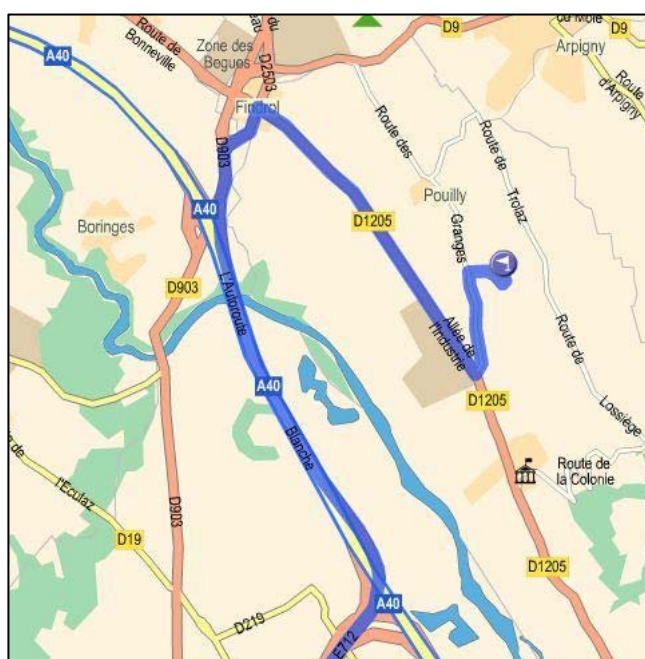 Route de
Bonneville
Zone des
Begues
du
eau
D2503
D9
Arpigny
D9
Route
d'Arpigny
A40
Findrol
D903
Route des
Granges
Pouilly
Route de
Trolaz
A40
Boringes
D1205
D903
L'Autoroute
Blanche
Allée de
l'Industrie
Route de
Lossiège
A40
D1205
Route de
la Colonie
l'Eculaz
D903
D19
D219
A40
D1205
E712